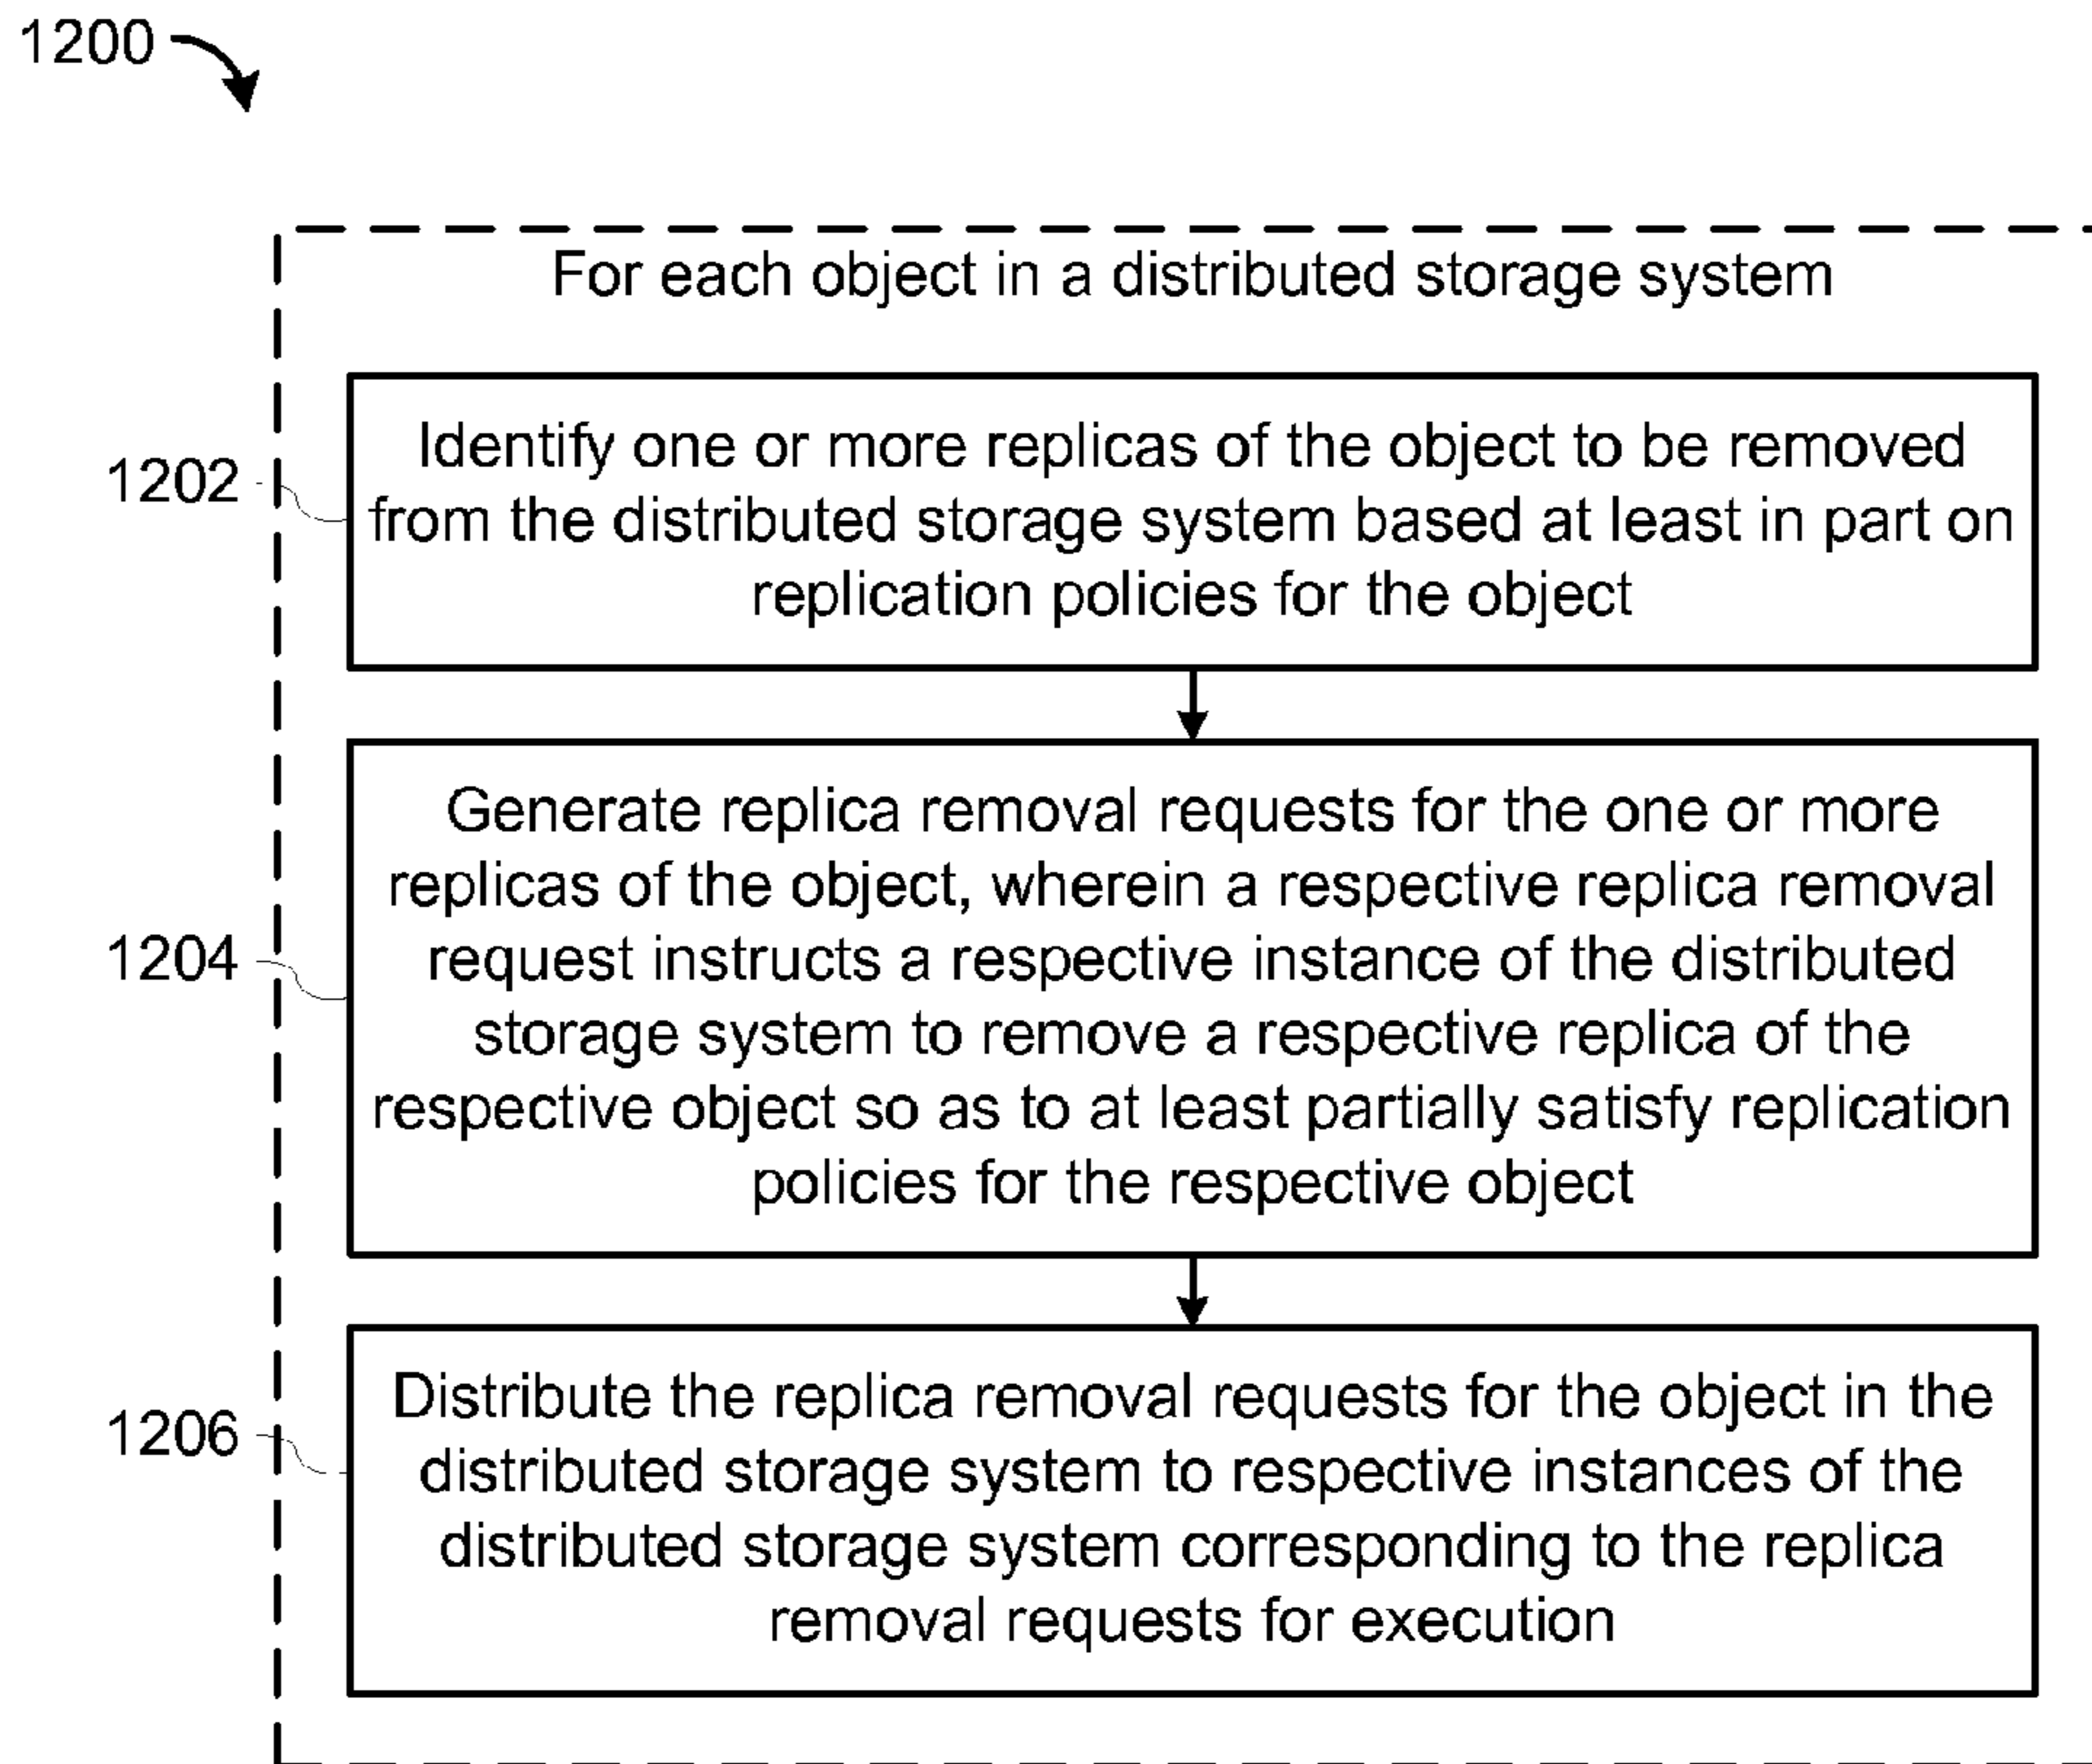 1200
For each object in a distributed storage system
1202
Identify one or more replicas of the object to be removed
from the distributed storage system based at least in part on
replication policies for the object
1204
Generate replica removal requests for the one or more
replicas of the object, wherein a respective replica removal
request instructs a respective instance of the distributed
storage system to remove a respective replica of the
respective object so as to at least partially satisfy replication
policies for the respective object
1206
Distribute the replica removal requests for the object in the
distributed storage system to respective instances of the
distributed storage system corresponding to the replica
removal requests for execution